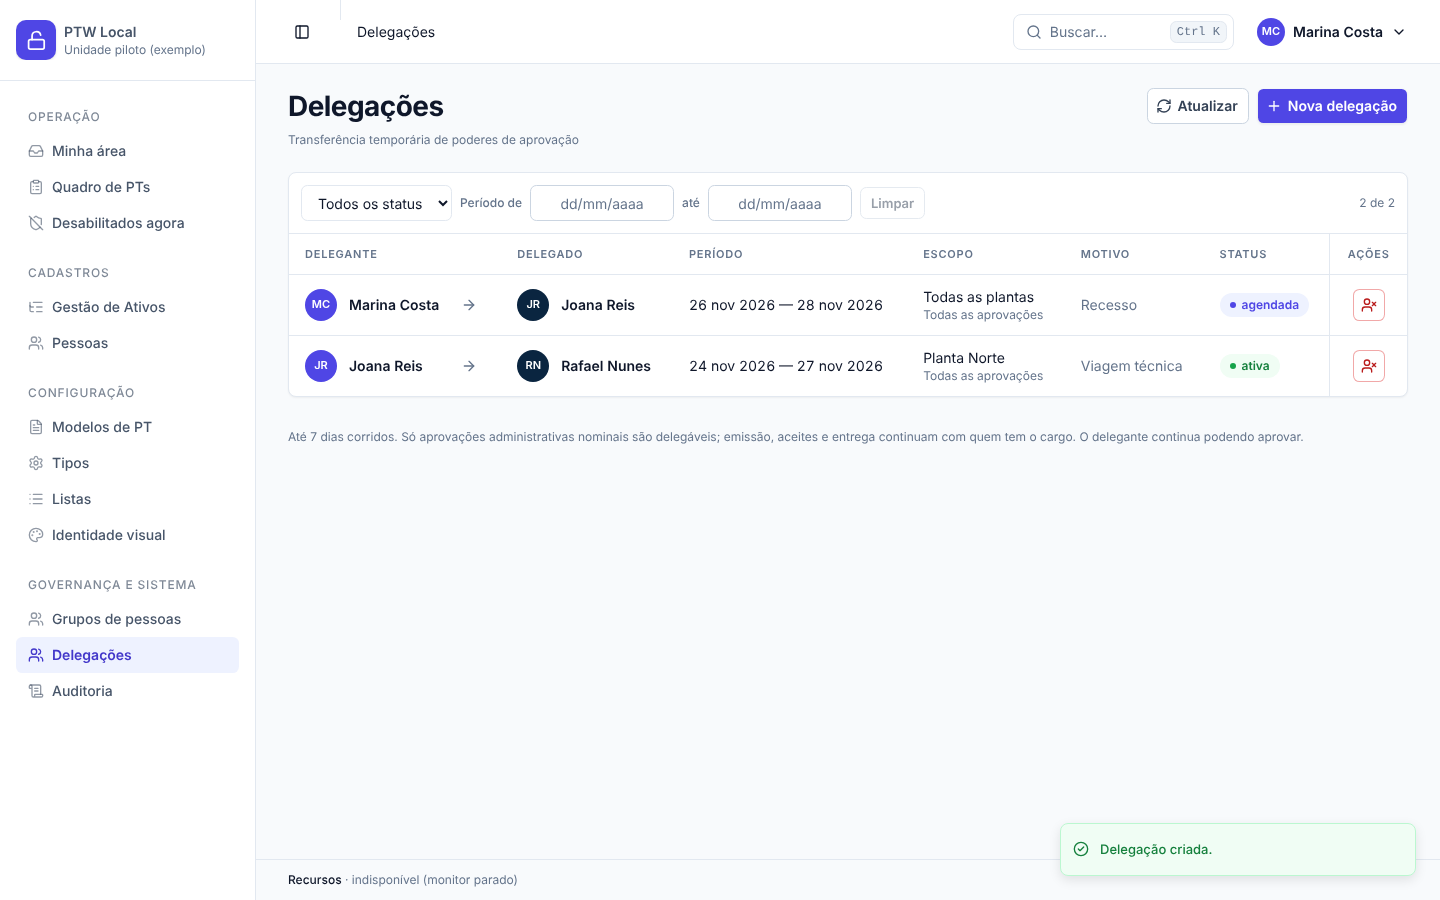 PTW Local
Unidade piloto (exemplo)
OPERAÇÃO
Minha área
Quadro de PTs
Desabilitados agora
CADASTROS
Gestão de Ativos
Pessoas
CONFIGURAÇÃO
Modelos de PT
Tipos
Listas
Identidade visual
GOVERNANÇA E SISTEMA
Grupos de pessoas
Delegações
Auditoria
Delegações
Buscar... Ctrl K
MC Marina Costa
Delegações
Transferência temporária de poderes de aprovação
Atualizar
Nova delegação
Todos os status Período de dd/mm/aaaa até dd/mm/aaaa Limpar 2 de 2
DELEGANTE DELEGADO PERÍODO ESCOPO MOTIVO STATUS AÇÕES
MC Marina Costa → JR Joana Reis 26 nov 2026 — 28 nov 2026 Todas as plantas Recesso agendada
Todas as aprovações
JR Joana Reis → RN Rafael Nunes 24 nov 2026 — 27 nov 2026 Planta Norte Viagem técnica ativa
Todas as aprovações
Até 7 dias corridos. Só aprovações administrativas nominais são delegáveis; emissão, aceites e entrega continuam com quem tem o cargo. O delegante continua podendo aprovar.
Delegação criada.
Recursos · indisponível (monitor parado)